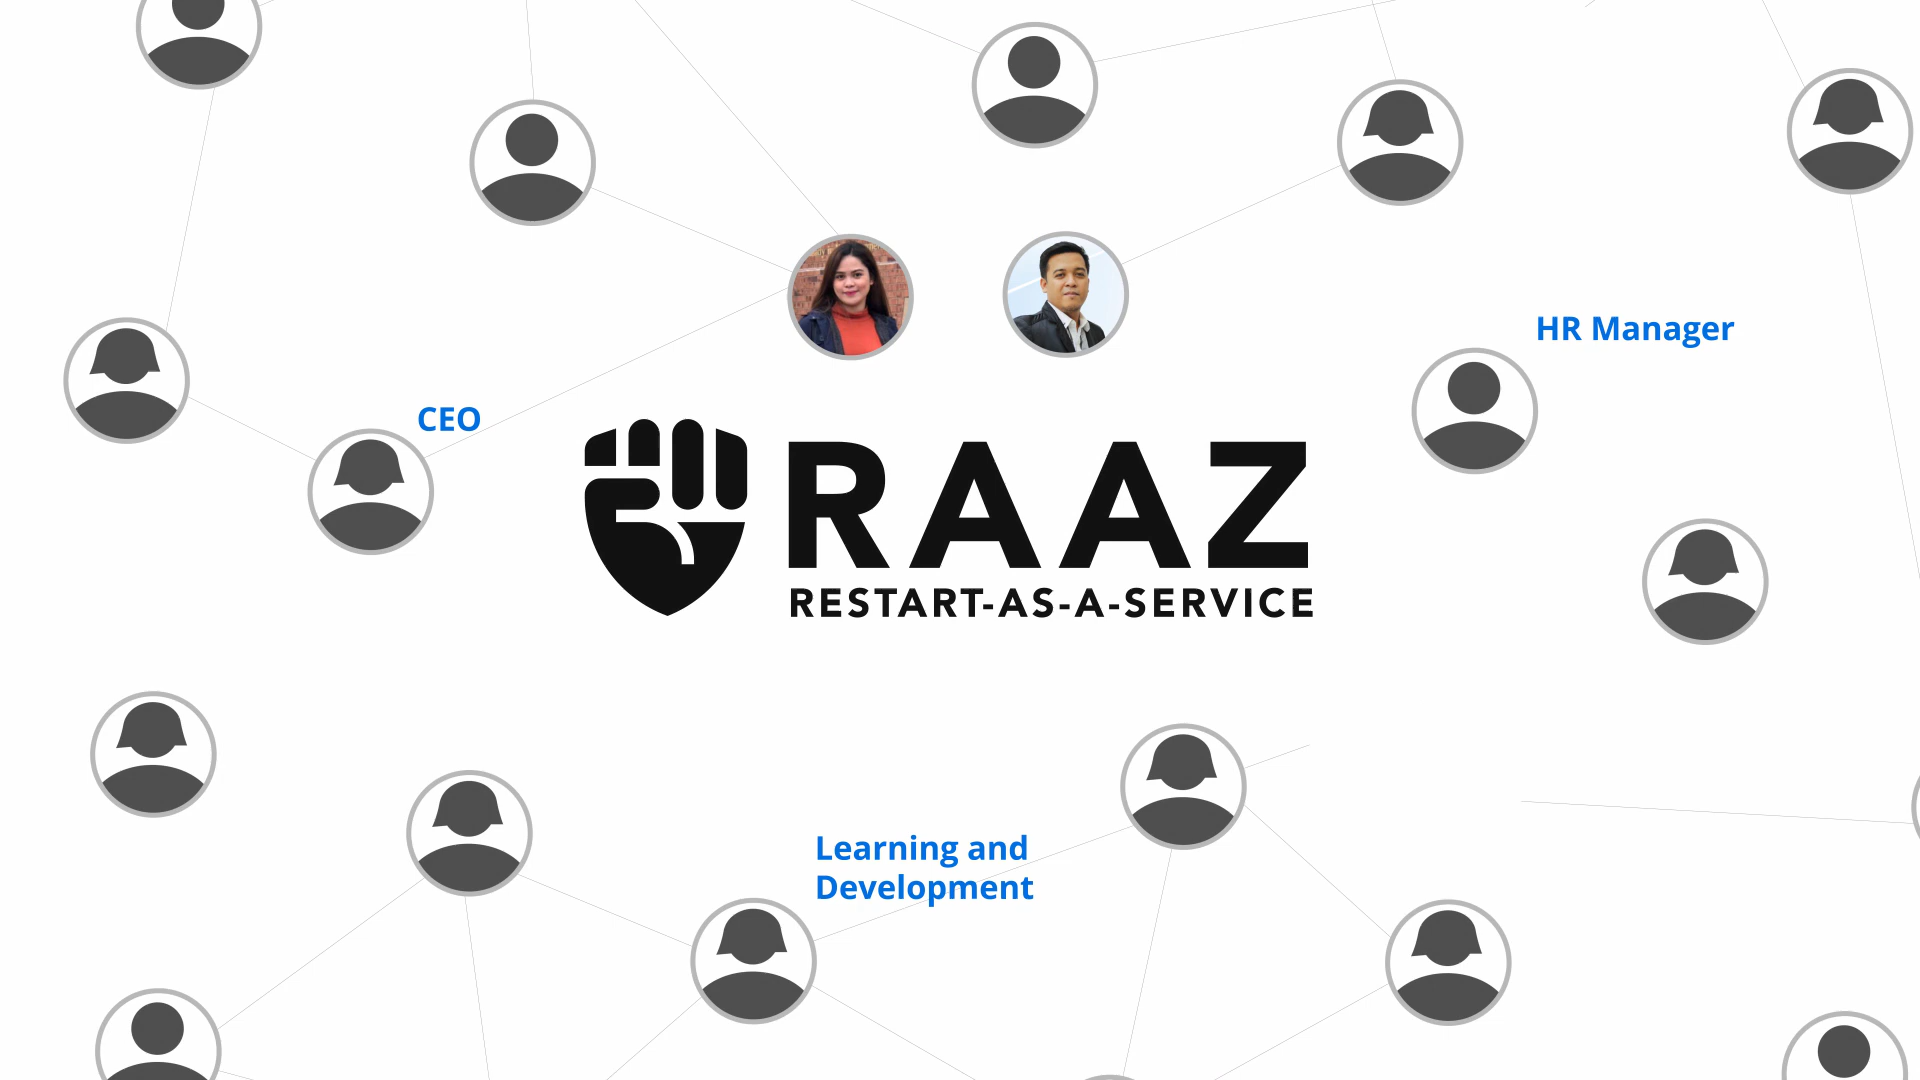 HR Manager
CEO
RAAZ
RESTART-AS-A-SERVICE
Learning and
Development